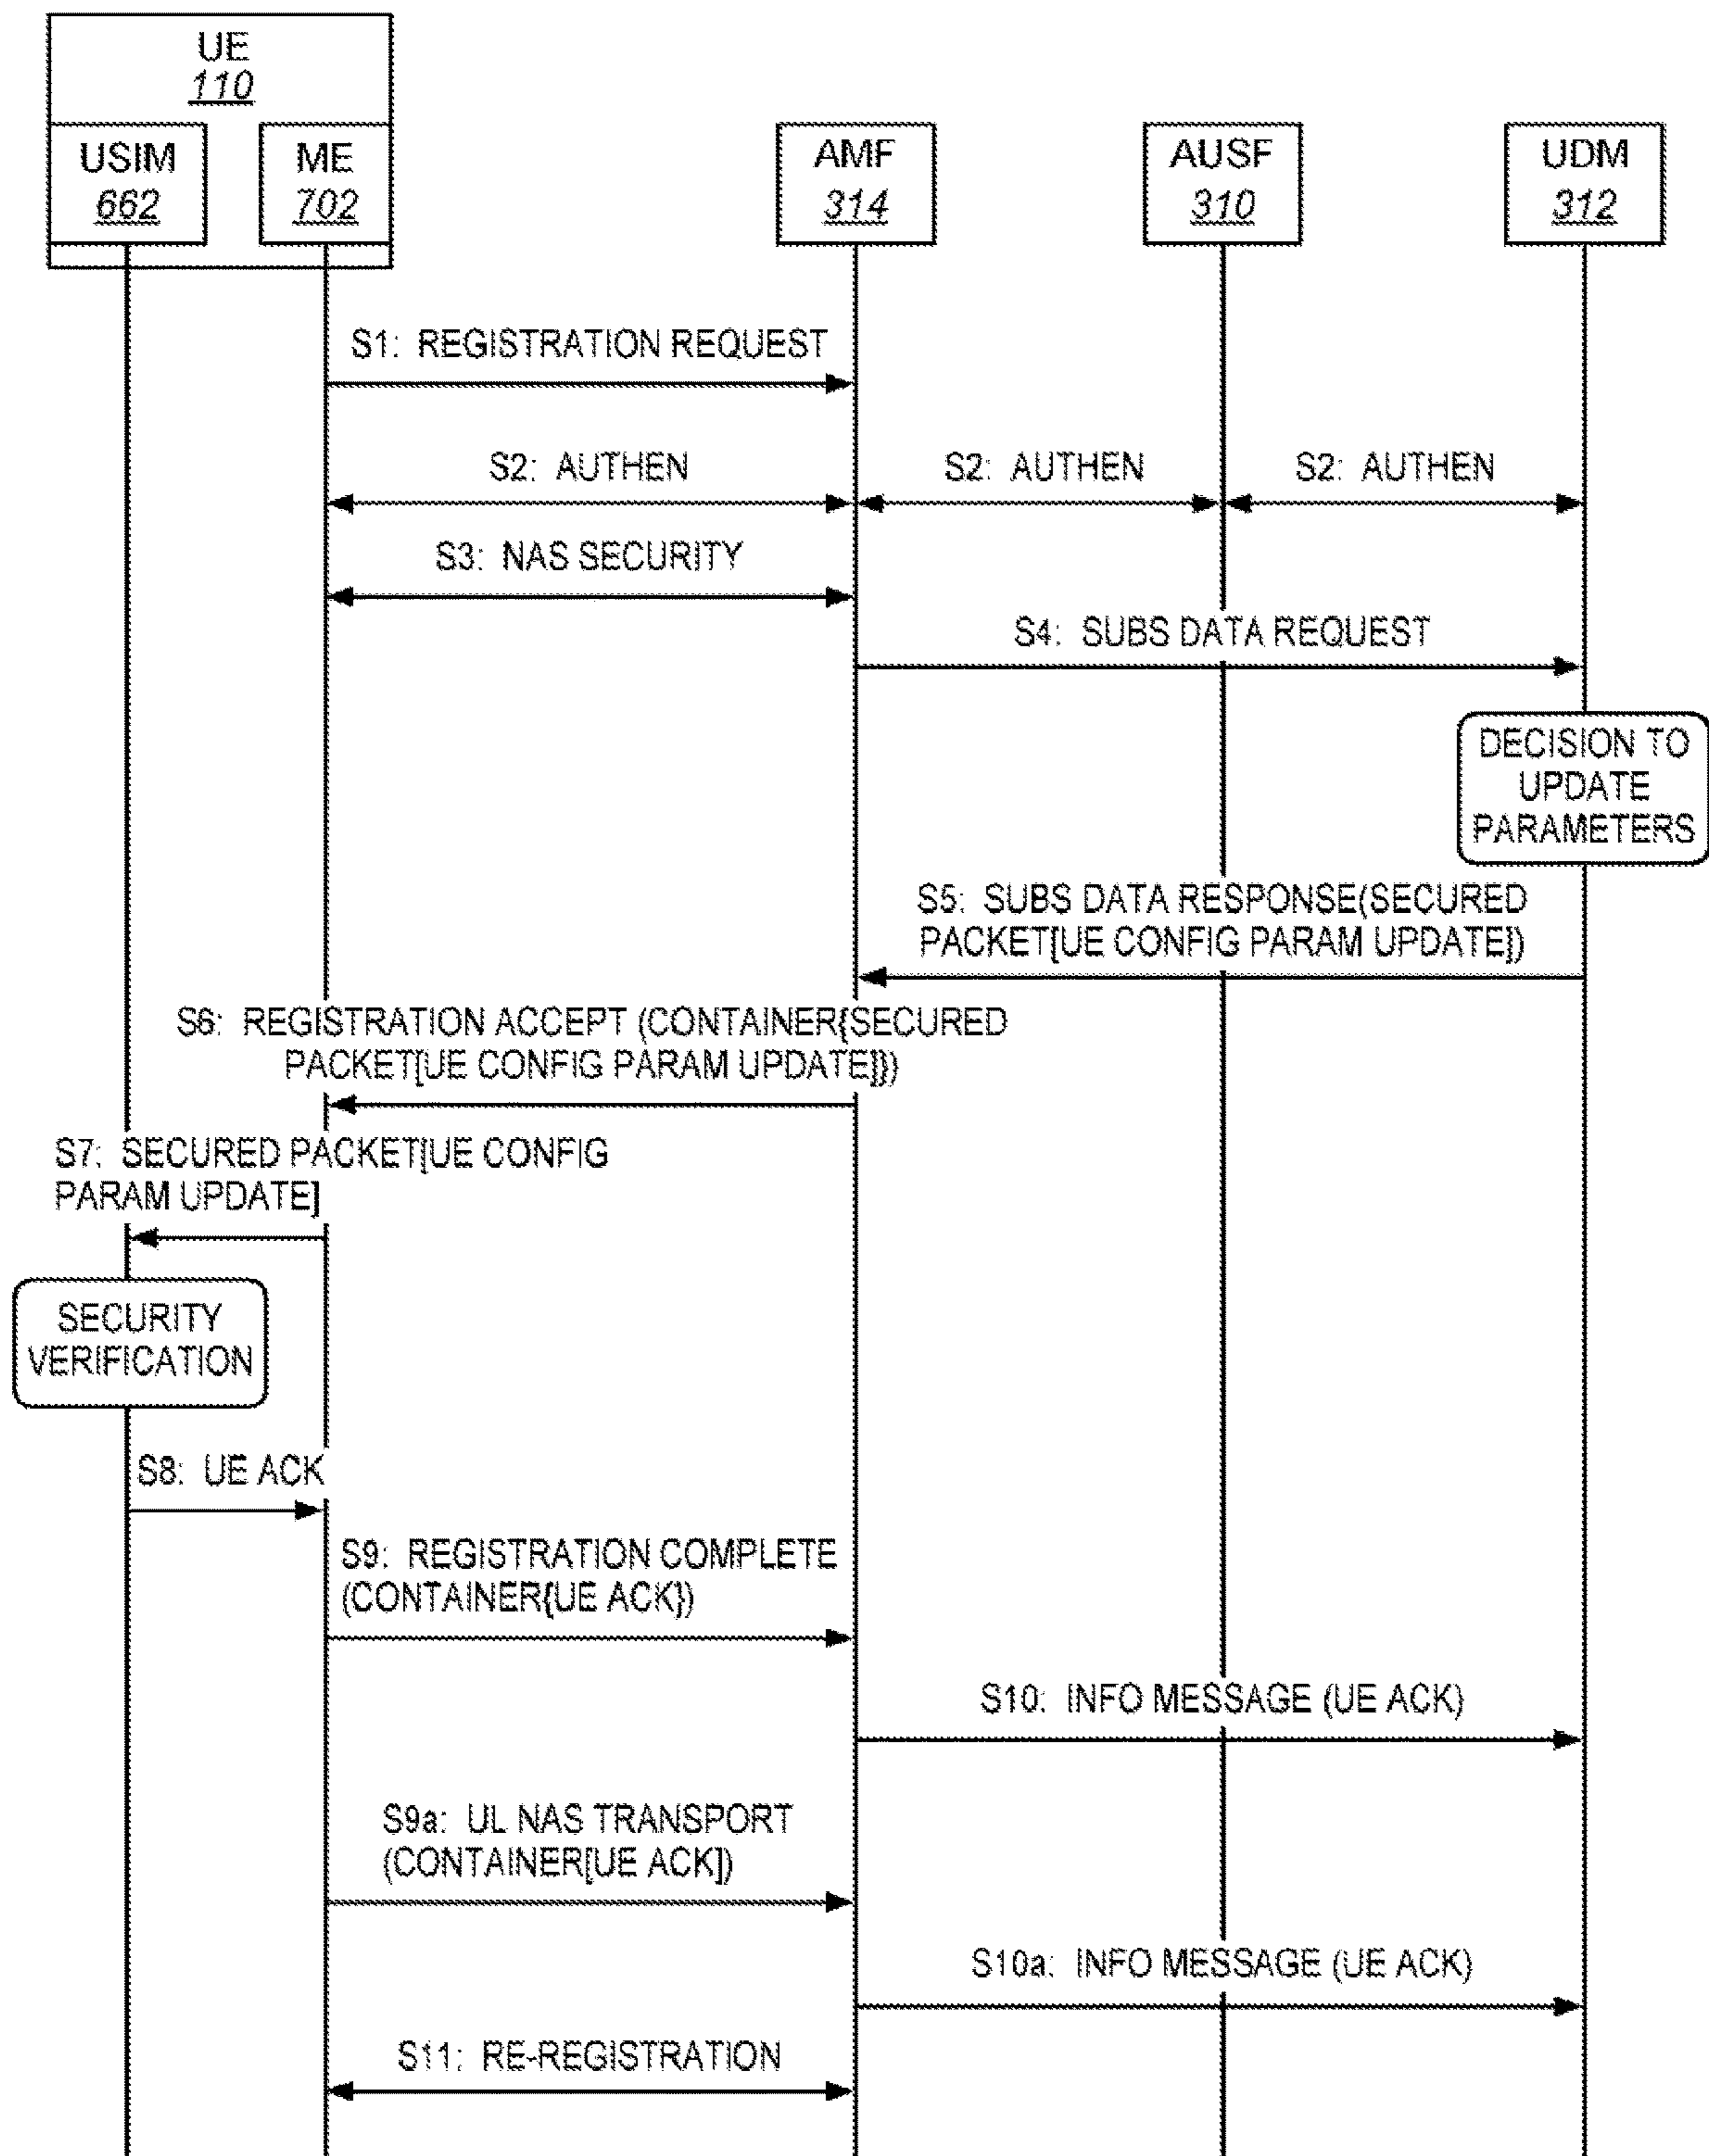 UE
110
USIM
662
ME
702
AMF
314
AUSF
310
UDM
312
S1: REGISTRATION REQUEST
S2: AUTHEN
S2: AUTHEN
S2: AUTHEN
S3: NAS SECURITY
S4: SUBS DATA REQUEST
DECISION TO
UPDATE
PARAMETERS
S5: SUBS DATA RESPONSE(SECURED
PACKET[UE CONFIG PARAM UPDATE])
S6: REGISTRATION ACCEPT (CONTAINER{SECURED
PACKET[UE CONFIG PARAM UPDATE]})
S7: SECURED PACKET[UE CONFIG
PARAM UPDATE]
SECURITY
VERIFICATION
S8: UE ACK
S9: REGISTRATION COMPLETE
(CONTAINER{UE ACK})
S10: INFO MESSAGE (UE ACK)
S9a: UL NAS TRANSPORT
(CONTAINER[UE ACK])
S10a: INFO MESSAGE (UE ACK)
S11: RE-REGISTRATION